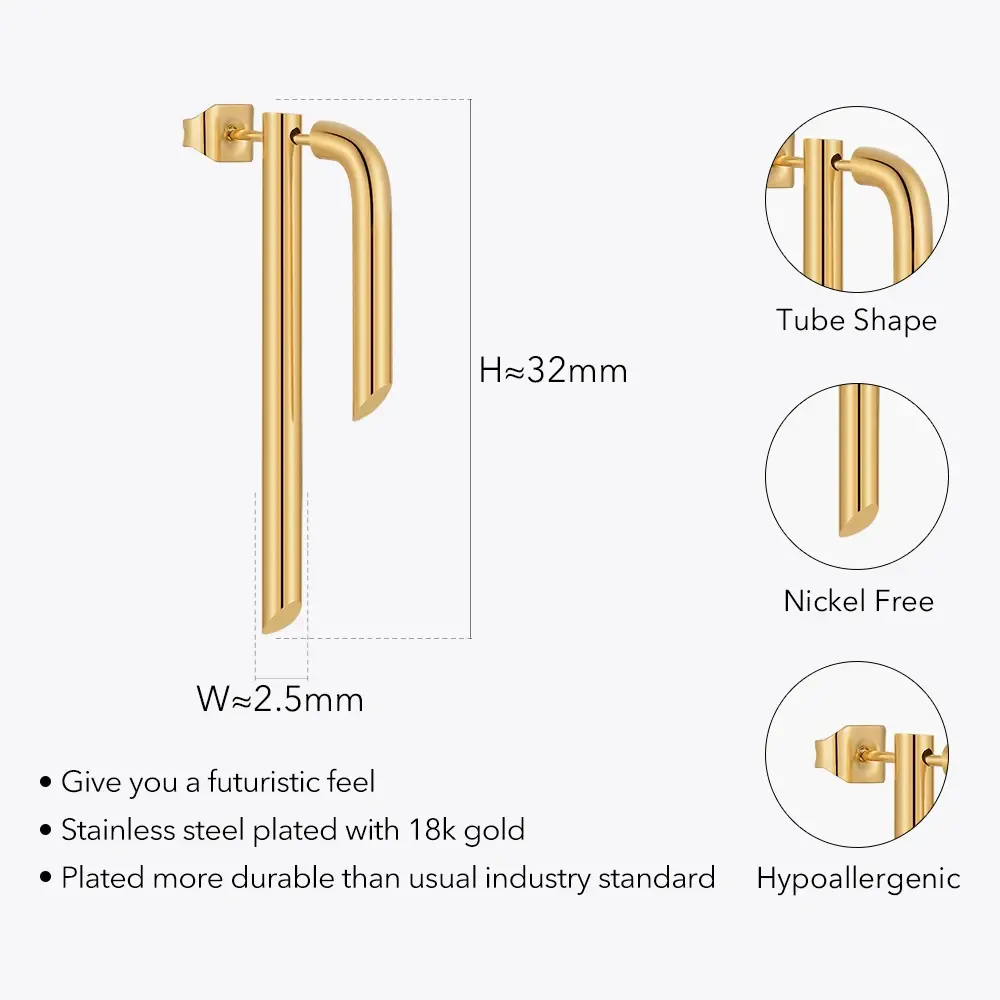 H≈32mm
W≈2.5mm
Tube Shape
Nickel Free
Hypoallergenic
• Give you a futuristic feel
• Stainless steel plated with 18k gold
• Plated more durable than usual industry standard